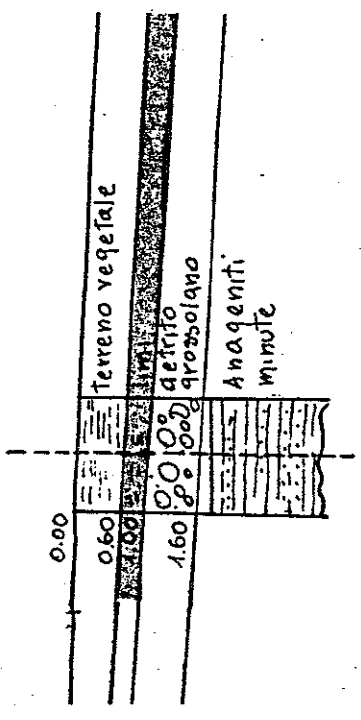 0.00
0.60
terreno vegetale
1.00
1.60
detrito
grossolano
Anageniti
minute